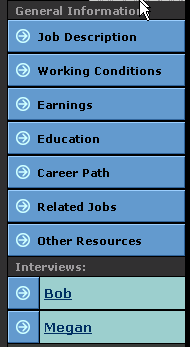 General Information:
Job Description
Working Conditions
Earnings
Education
Career Path
Related Jobs
Other Resources
Interviews:
Bob
Megan